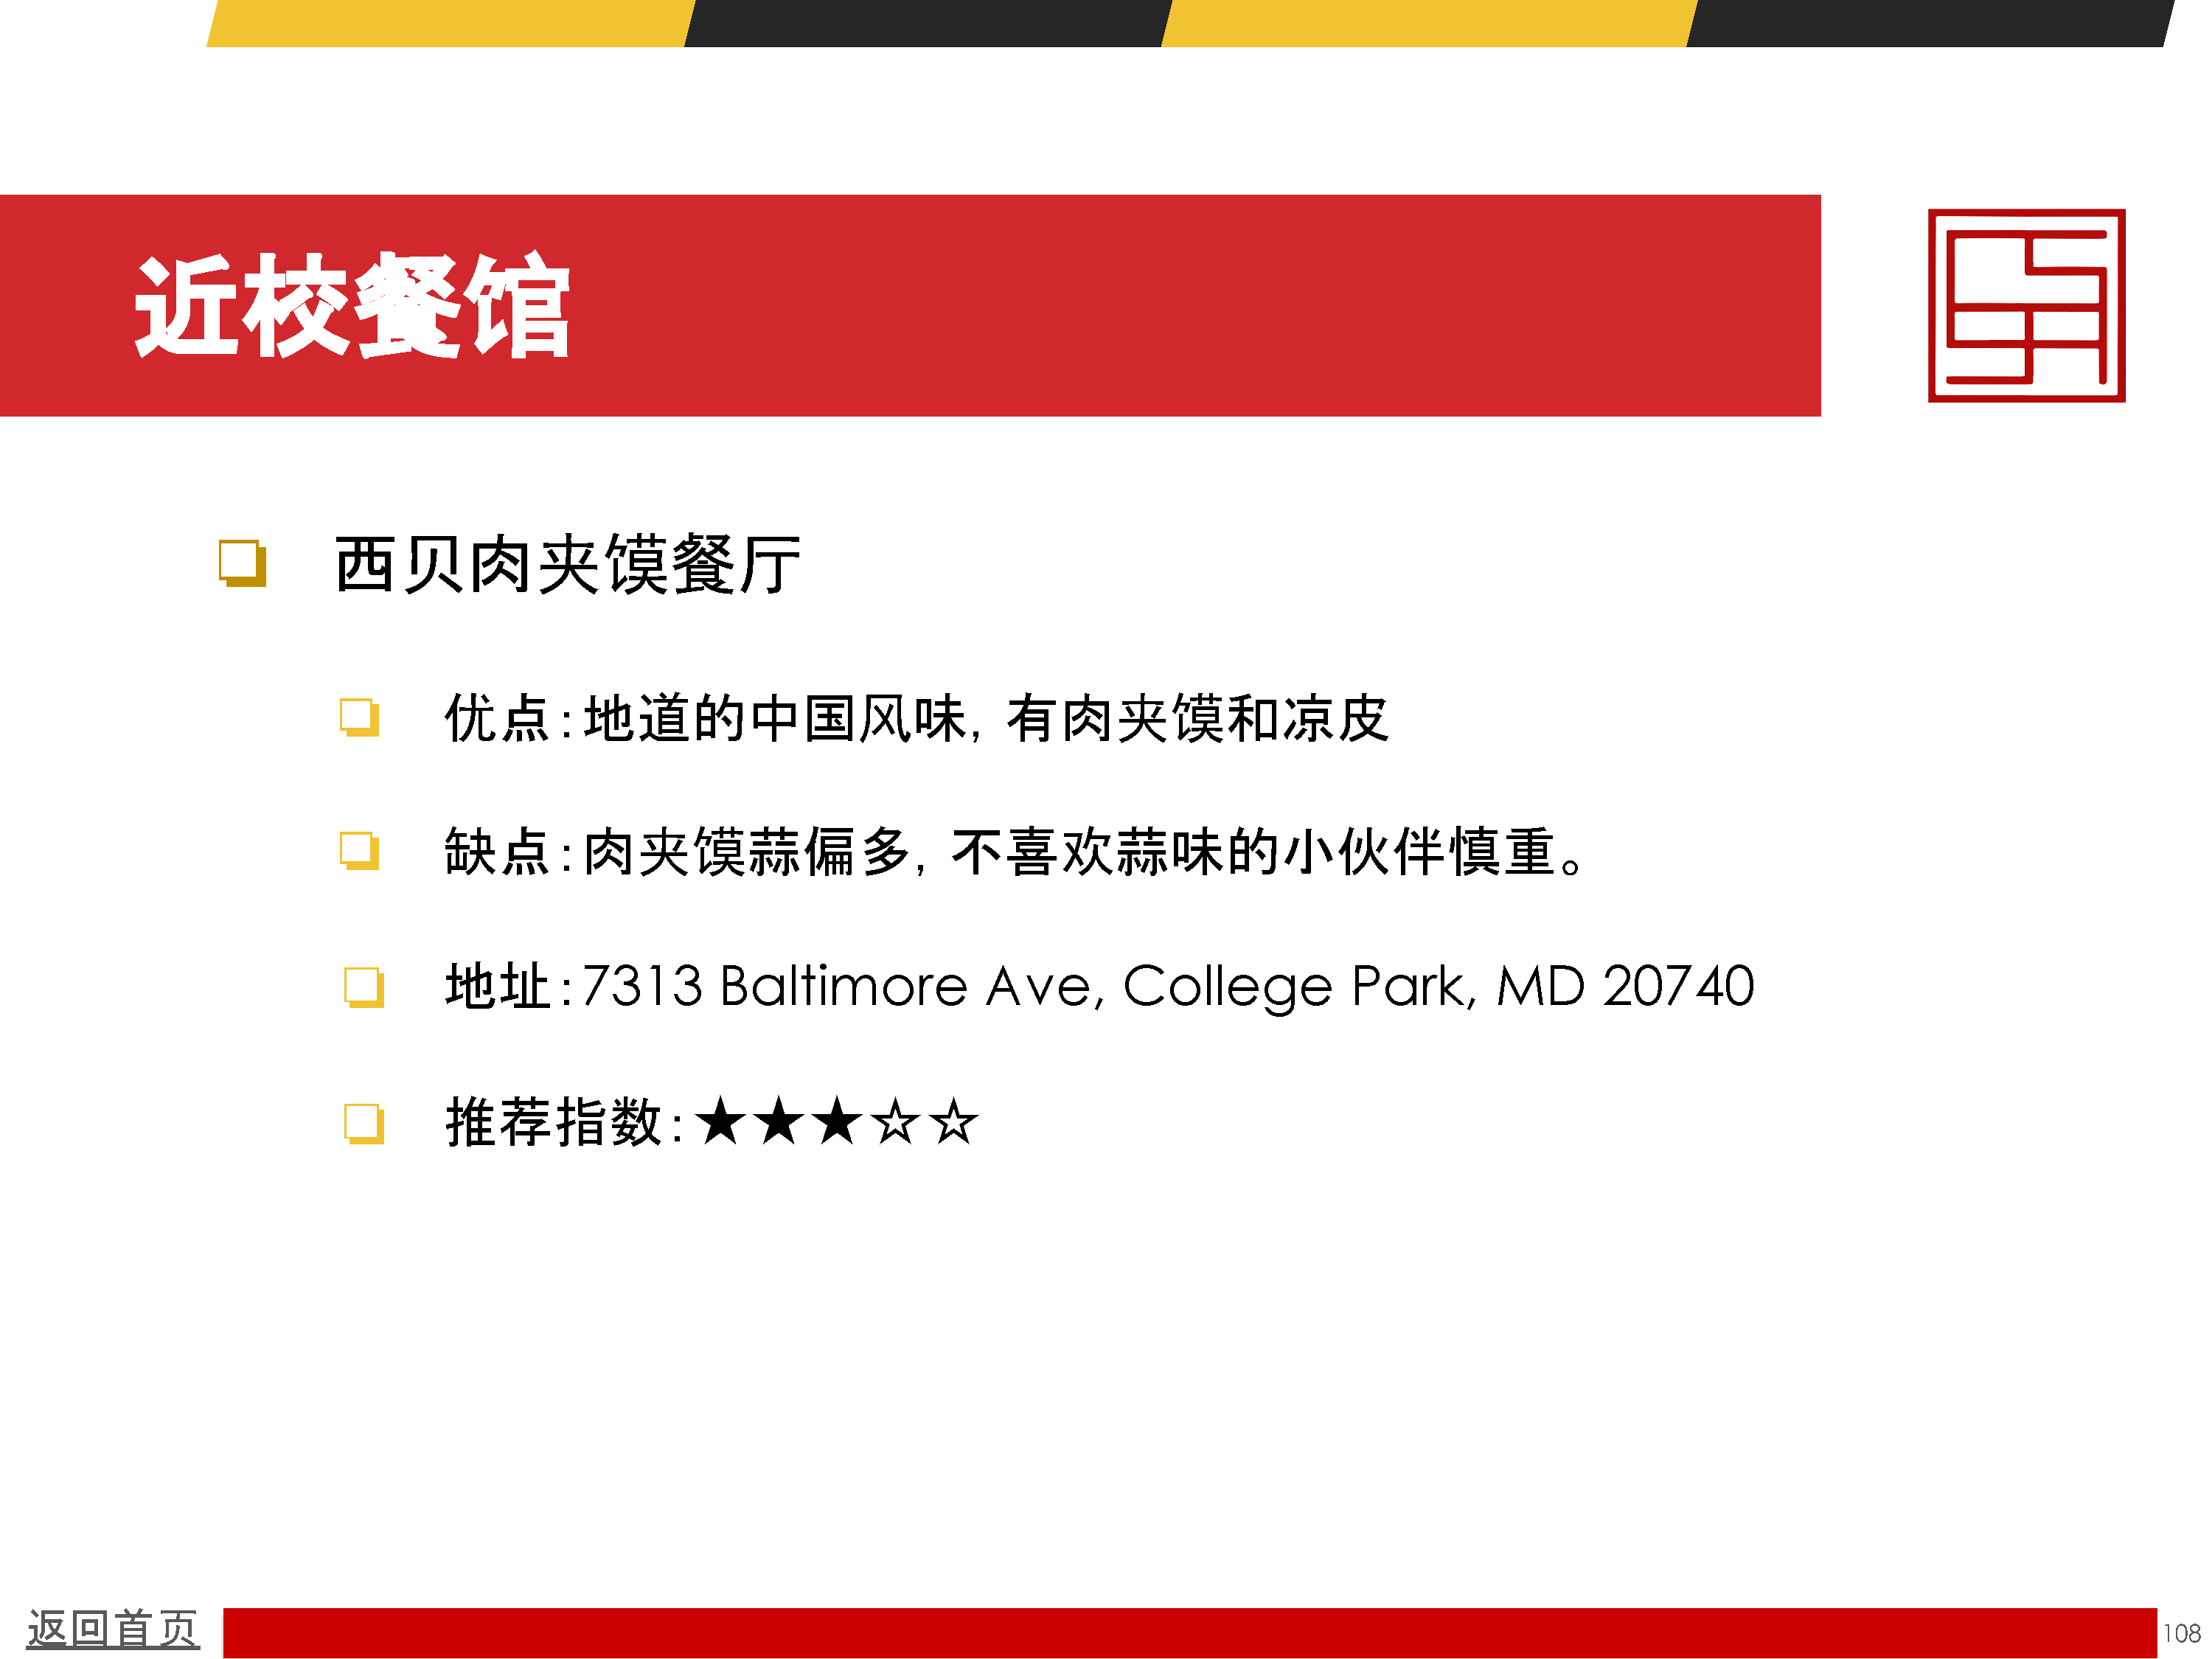 近校餐馆
西贝肉夹馍餐厅
优点:地道的中国风味, 有肉夹馍和凉皮
缺点:肉夹馍蒜偏多, 不喜欢蒜味的小伙伴慎重。
地址:7313 Baltimore Ave, College Park, MD 20740
推荐指数:★★★☆☆
返回首页
108